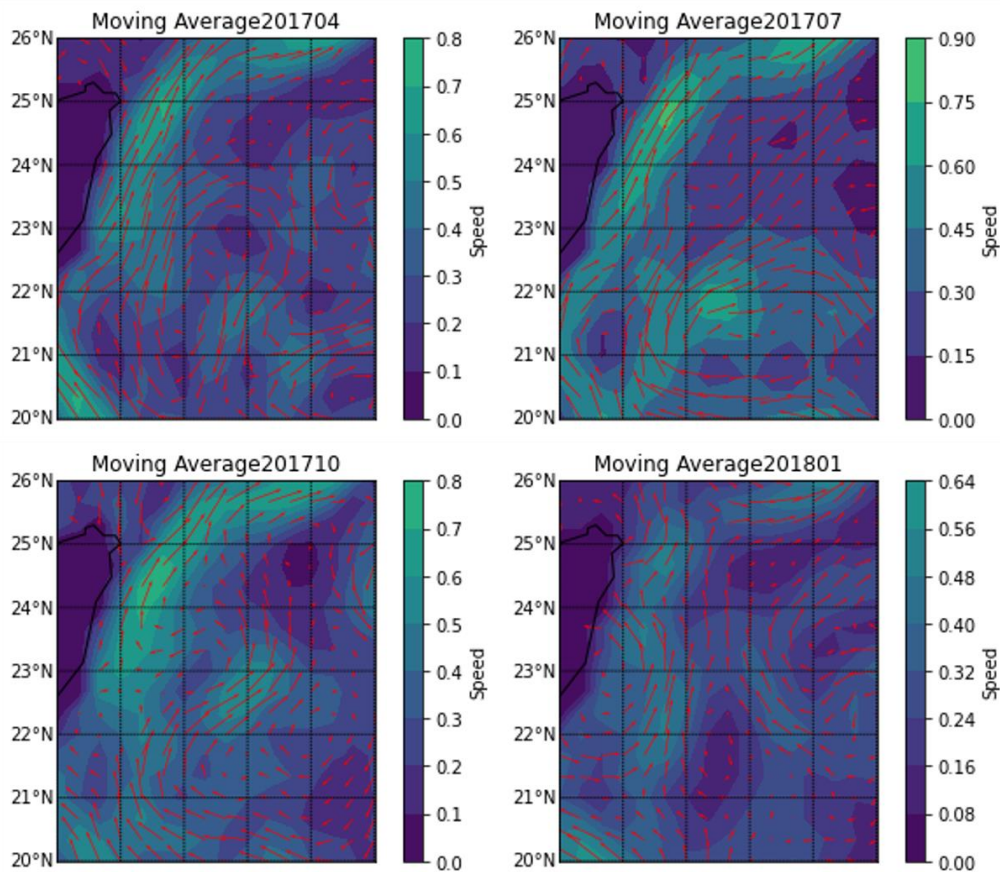 Moving Average201704
26°N
25°N
24°N
23°N
22°N
21°N
20°N
0.8
0.7
0.6
0.5
0.4
0.3
0.2
0.1
0.0
Speed
Moving Average201707
26°N
25°N
24°N
23°N
22°N
21°N
20°N
0.90
0.75
0.60
0.45
0.30
0.15
0.00
Speed
Moving Average201710
26°N
25°N
24°N
23°N
22°N
21°N
20°N
0.8
0.7
0.6
0.5
0.4
0.3
0.2
0.1
0.0
Speed
Moving Average201801
26°N
25°N
24°N
23°N
22°N
21°N
20°N
0.64
0.56
0.48
0.40
0.32
0.24
0.16
0.08
0.00
Speed